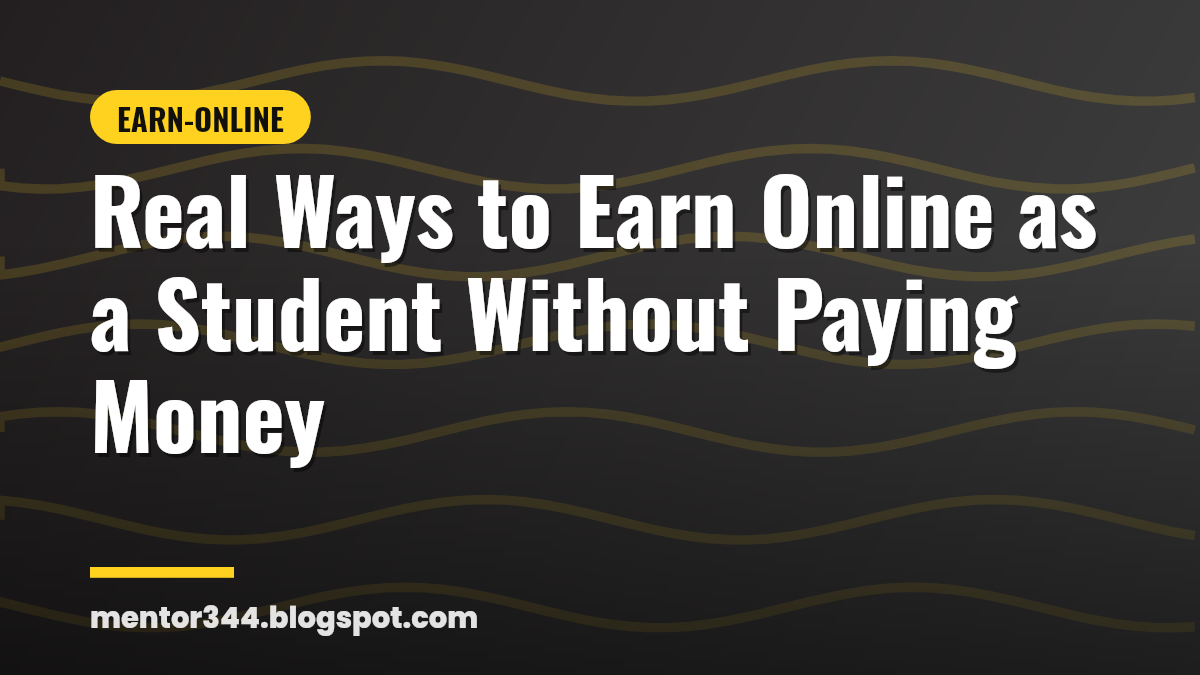 EARN-ONLINE
Real Ways to Earn Online as
a Student Without Paying
Money
mentor344.blogspot.com